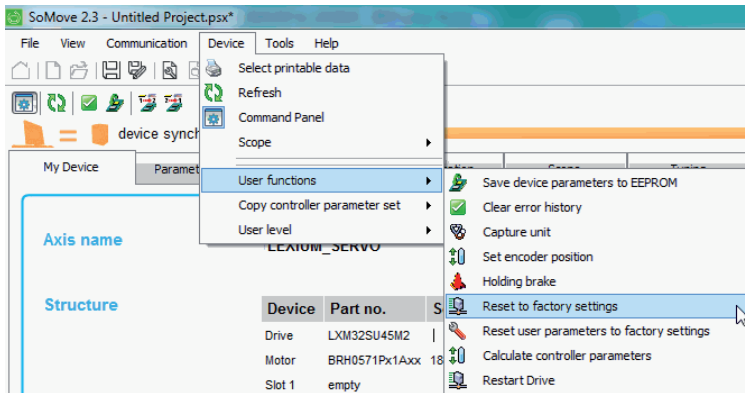 SoMove 2.3 - Untitled Project.psx*
File View Communication Device Tools Help
Select printable data
Refresh
Command Panel
Scope
User functions
Copy controller parameter set
User level
device synch
My Device Paramet
Save device parameters to EEPROM
Clear error history
Capture unit
Set encoder position
Holding brake
Reset to factory settings
Reset user parameters to factory settings
Calculate controller parameters
Restart Drive
Axis name
LEXIUM_SERVO
Structure
Device Part no. S
Drive LXM32SU45M2 |
Motor BRH0571Px1Axx 18
Slot 1 empty